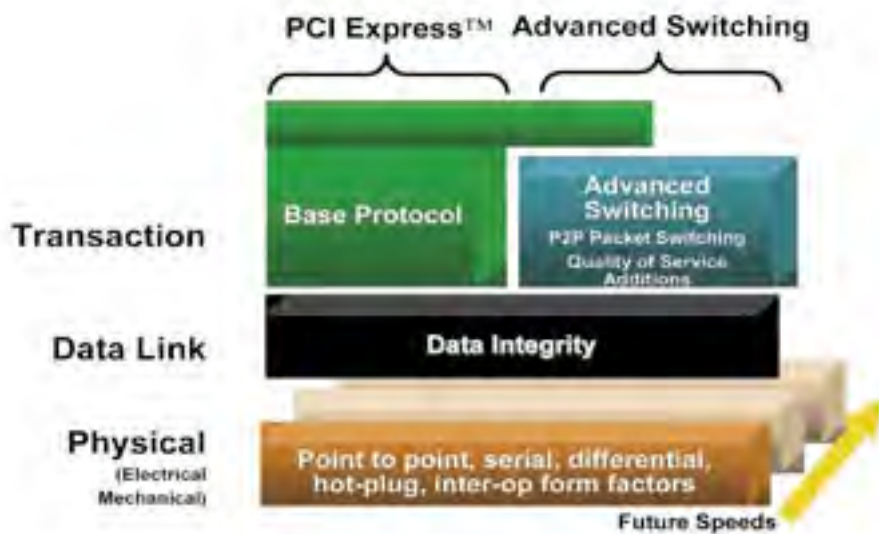 PCI Express™ Advanced Switching
Base Protocol
Advanced
Switching
P2P Packet Switching
Quality of Service
Additions
Transaction
Data Link
Data Integrity
Physical
(Electrical
Mechanical)
Point to point, serial, differential,
hot-plug, inter-op form factors
Future Speeds